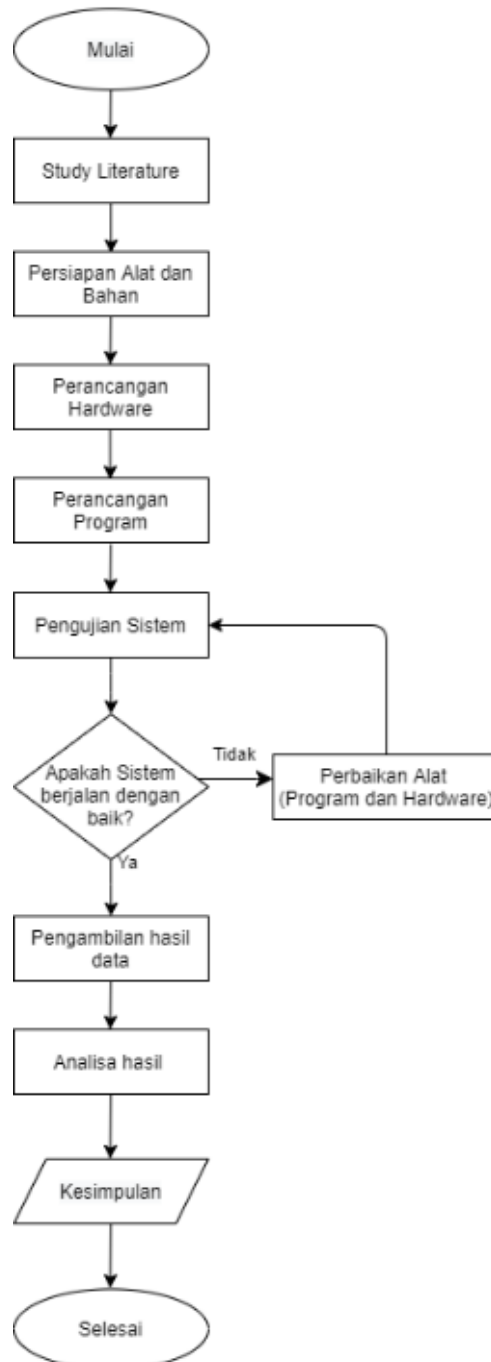 Mulai
Study Literature
Persiapan Alat dan
Bahan
Perancangan
Hardware
Perancangan
Program
Pengujian Sistem
Apakah Sistem
berjalan dengan
baik?
Tidak
Perbaikan Alat
(Program dan Hardware)
Ya
Pengambilan hasil
data
Analisa hasil
Kesimpulan
Selesai